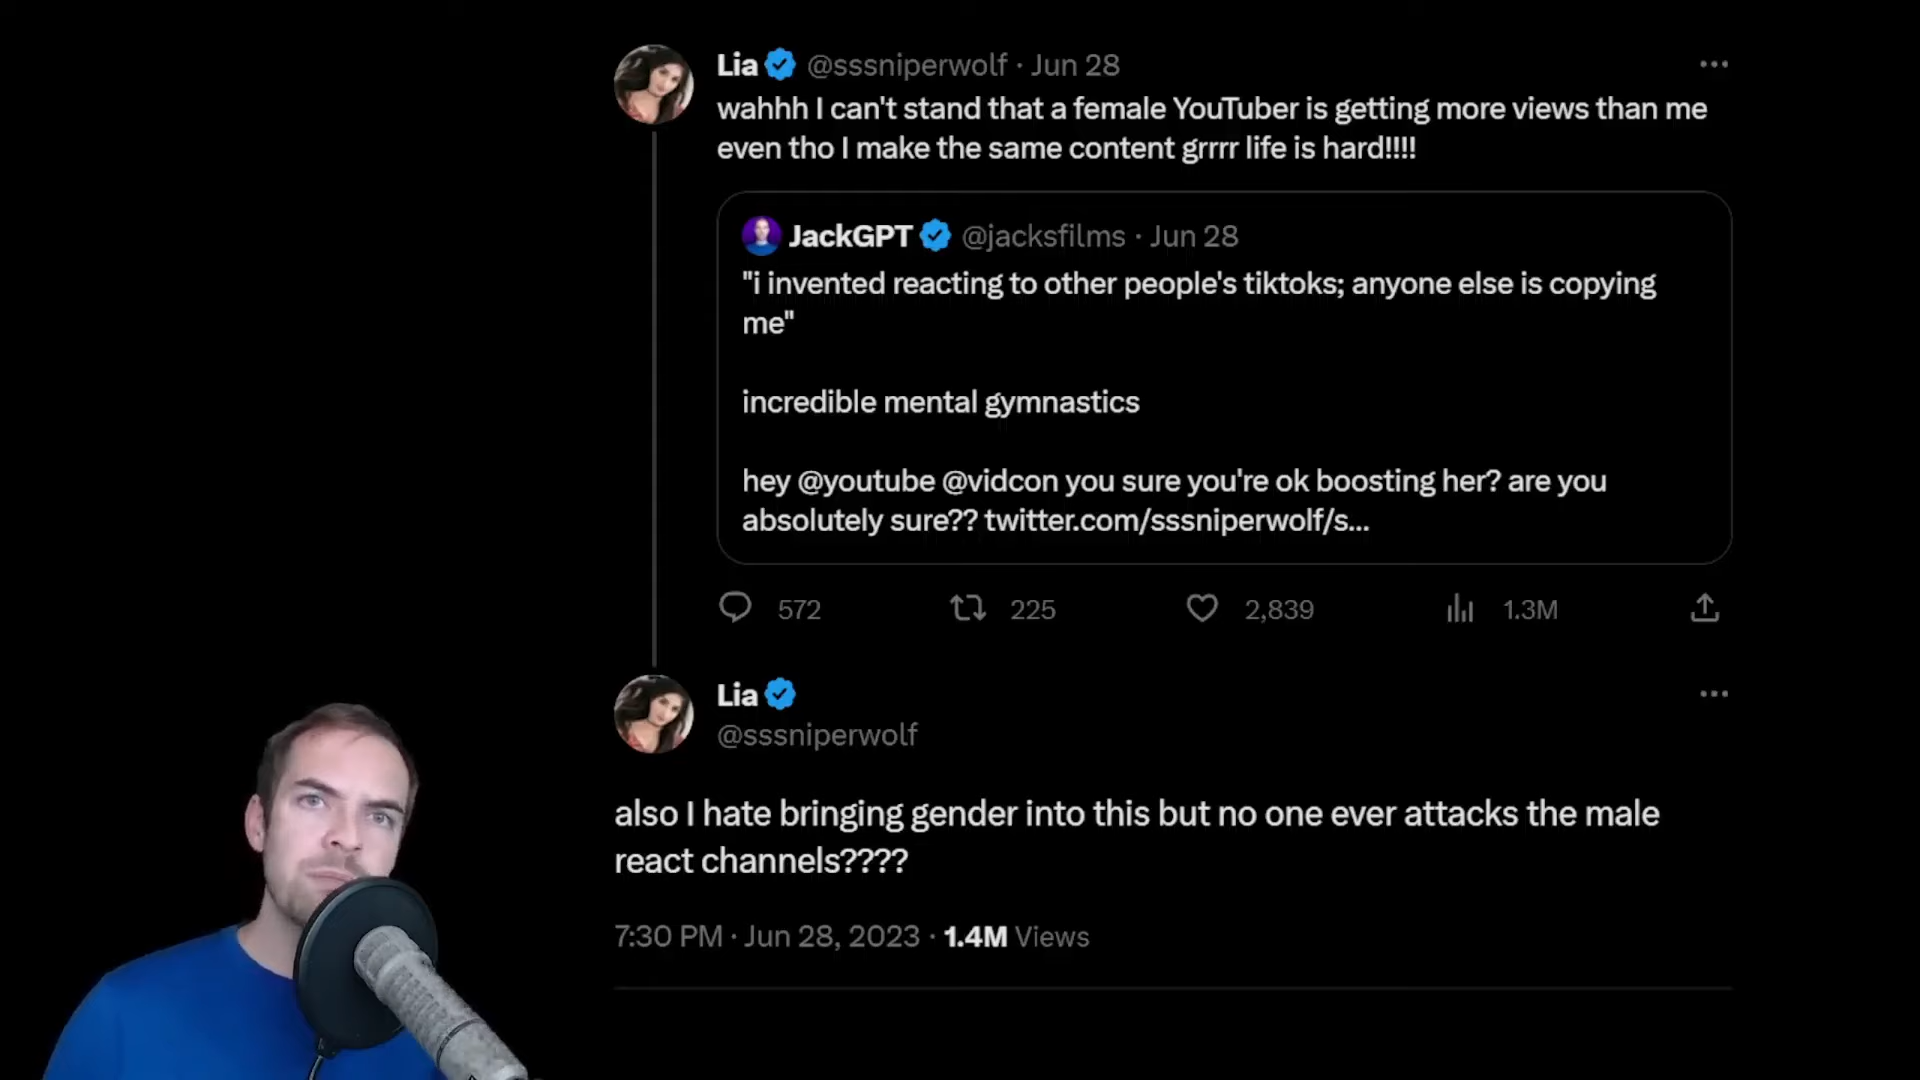 Lia @sssniperwolf · Jun 28
wahhh I can't stand that a female YouTuber is getting more views than me
even tho I make the same content grrrr life is hard!!!!
JackGPT @jacksfilms · Jun 28
"i invented reacting to other people's tiktoks; anyone else is copying
me"
incredible mental gymnastics
hey @youtube @vidcon you sure you're ok boosting her? are you
absolutely sure?? twitter.com/sssniperwolf/s...
572 225 2,839 1.3M
Lia
@sssniperwolf
also I hate bringing gender into this but no one ever attacks the male
react channels????
7:30 PM · Jun 28, 2023 · 1.4M Views